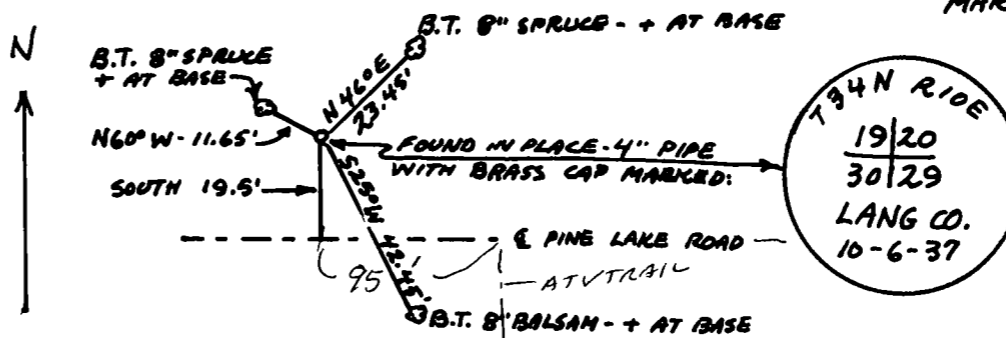 MAR
N
B.T. 8" SPRUCE - + AT BASE
B.T. 8" SPRUCE
+ AT BASE
N46°E
23.45'
N60°W - 11.65'
FOUND IN PLACE - 4" PIPE
WITH BRASS CAP MARKED:
SOUTH 19.5'
S25°W 42.45'
℄ PINE LAKE ROAD
95'
ATV TRAIL
B.T. 8" BALSAM - + AT BASE
T34N R10E
19|20
30|29
LANG CO.
10-6-37